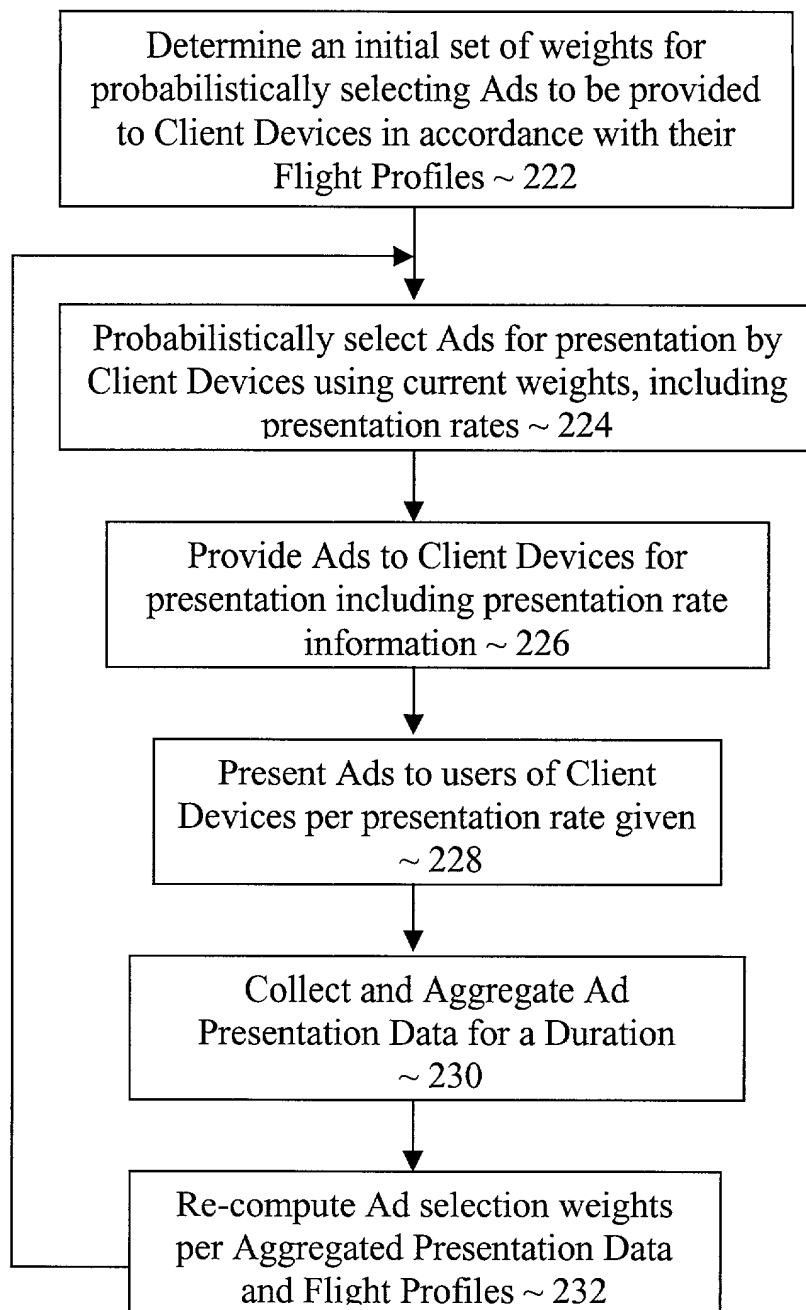 Determine an initial set of weights for
probabilistically selecting Ads to be provided
to Client Devices in accordance with their
Flight Profiles ~ 222
Probabilistically select Ads for presentation by
Client Devices using current weights, including
presentation rates ~ 224
Provide Ads to Client Devices for
presentation including presentation rate
information ~ 226
Present Ads to users of Client
Devices per presentation rate given
~ 228
Collect and Aggregate Ad
Presentation Data for a Duration
~ 230
Re-compute Ad selection weights
per Aggregated Presentation Data
and Flight Profiles ~ 232